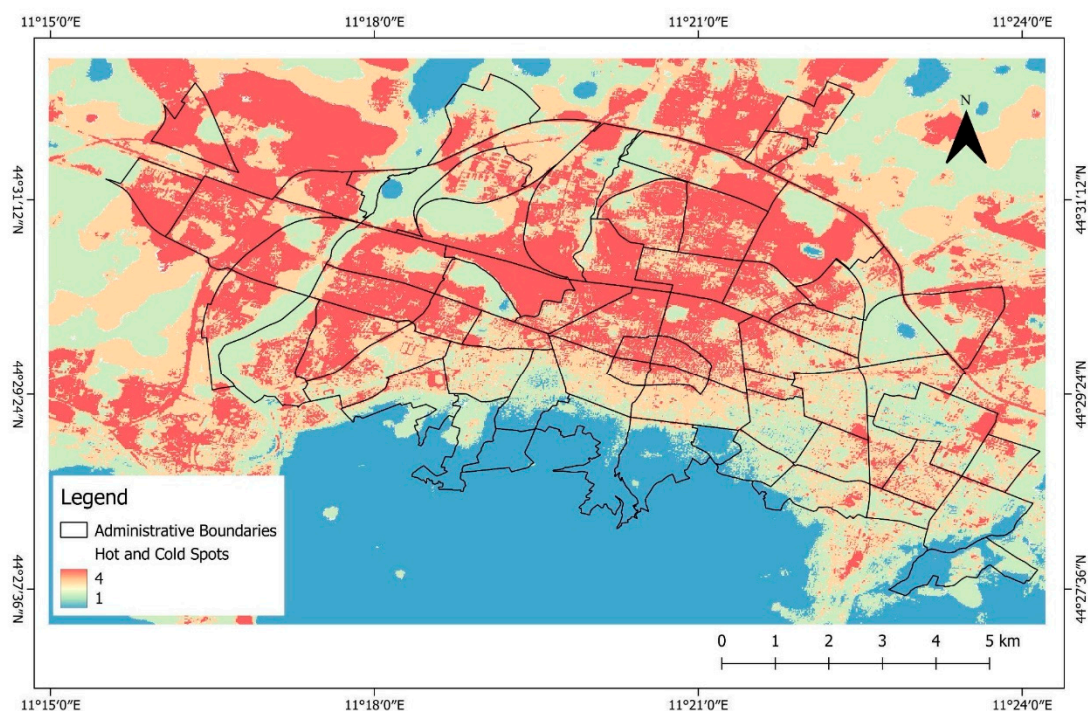 11°15′0″E 11°18′0″E 11°21′0″E 11°24′0″E
N
44°31′12″N 44°31′12″N
44°29′24″N 44°29′24″N
44°27′36″N 44°27′36″N
Legend
Administrative Boundaries
Hot and Cold Spots
4
1
0 1 2 3 4 5 km
11°15′0″E 11°18′0″E 11°21′0″E 11°24′0″E